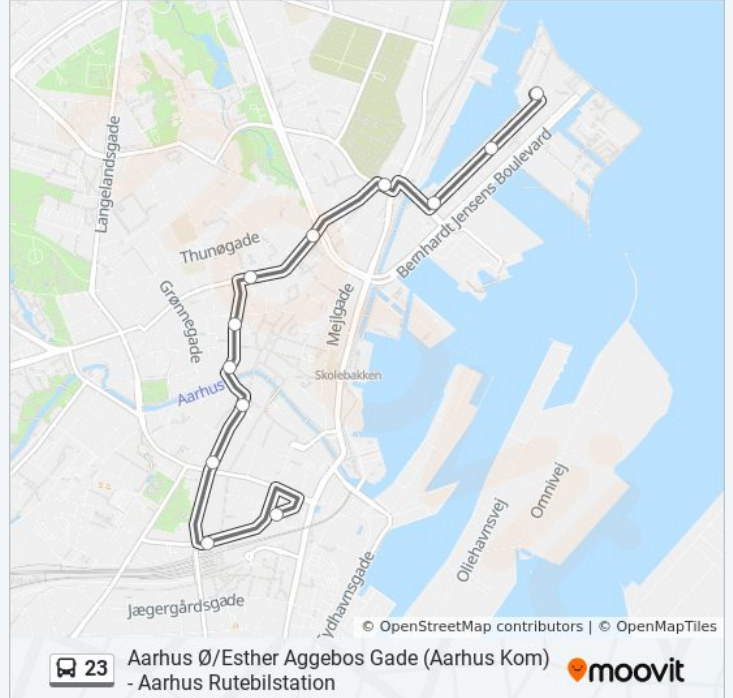 Langelandsgade
Bernhardt Jensens Boulevard
Thunøgade
Grønnegade
Mejlgade
Skolebakken
Aarhus
Omnivej
Oliehavnsvej
Sydhavnsgade
Jægergårdsgade
© OpenStreetMap contributors | © OpenMapTiles
23
Aarhus Ø/Esther Aggebos Gade (Aarhus Kom)
- Aarhus Rutebilstation
moovit